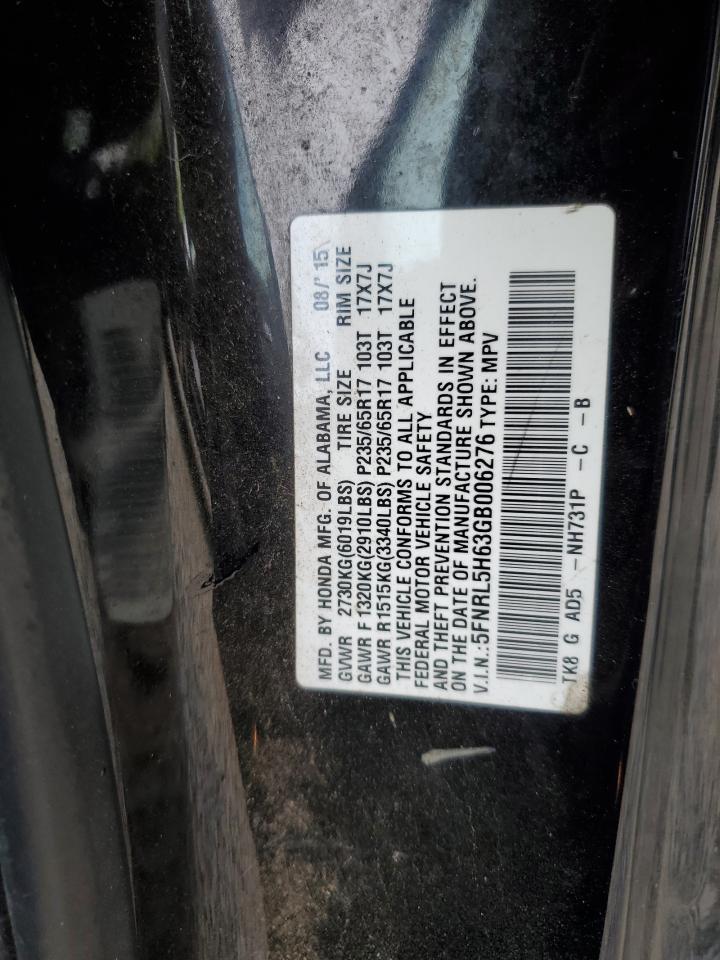 MFD. BY HONDA MFG. OF ALABAMA, LLC 08/'15
GVWR 2730KG(6019LBS) TIRE SIZE RIM SIZE
GAWR F 1320KG(2910LBS) P235/65R17 103T 17X7J
GAWR R1515KG(3340LBS) P235/65R17 103T 17X7J
THIS VEHICLE CONFORMS TO ALL APPLICABLE
FEDERAL MOTOR VEHICLE SAFETY
AND THEFT PREVENTION STANDARDS IN EFFECT
ON THE DATE OF MANUFACTURE SHOWN ABOVE.
V.I.N.:5FNRL5H63GB006276 TYPE: MPV
TK8 G AD5 -NH731P -C -B